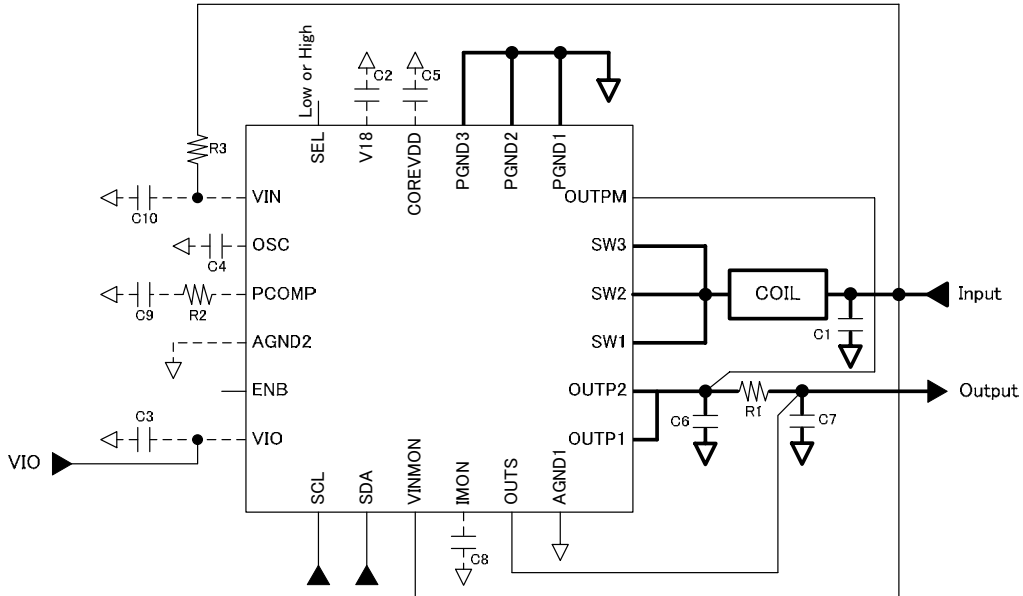 Low or High
C2
C5
R3
SEL
V18
COREVDD
PGND3
PGND2
PGND1
C10
VIN
OUTPM
C4
OSC
SW3
C9
R2
PCOMP
SW2
COIL
Input
AGND2
SW1
C1
ENB
OUTP2
R1
Output
C3
C6
C7
VIO
OUTP1
VIO
SCL
SDA
VINMON
IMON
OUTS
AGND1
C8